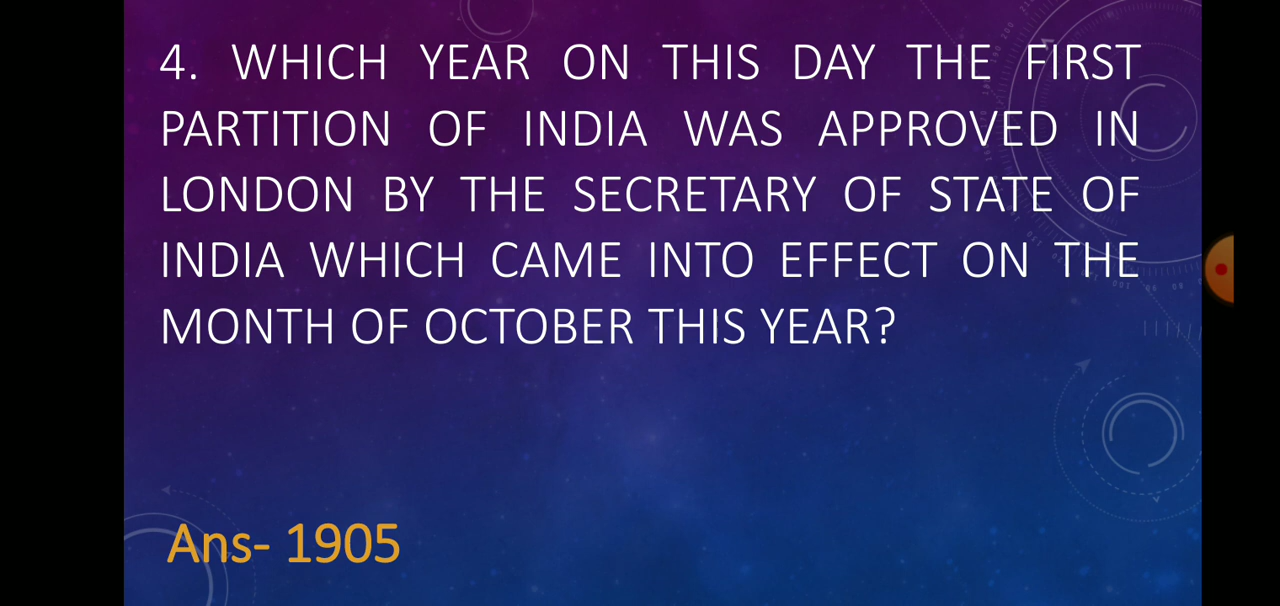 4. WHICH YEAR ON THIS DAY THE FIRST
PARTITION OF INDIA WAS APPROVED IN
LONDON BY THE SECRETARY OF STATE OF
INDIA WHICH CAME INTO EFFECT ON THE
MONTH OF OCTOBER THIS YEAR?
Ans- 1905